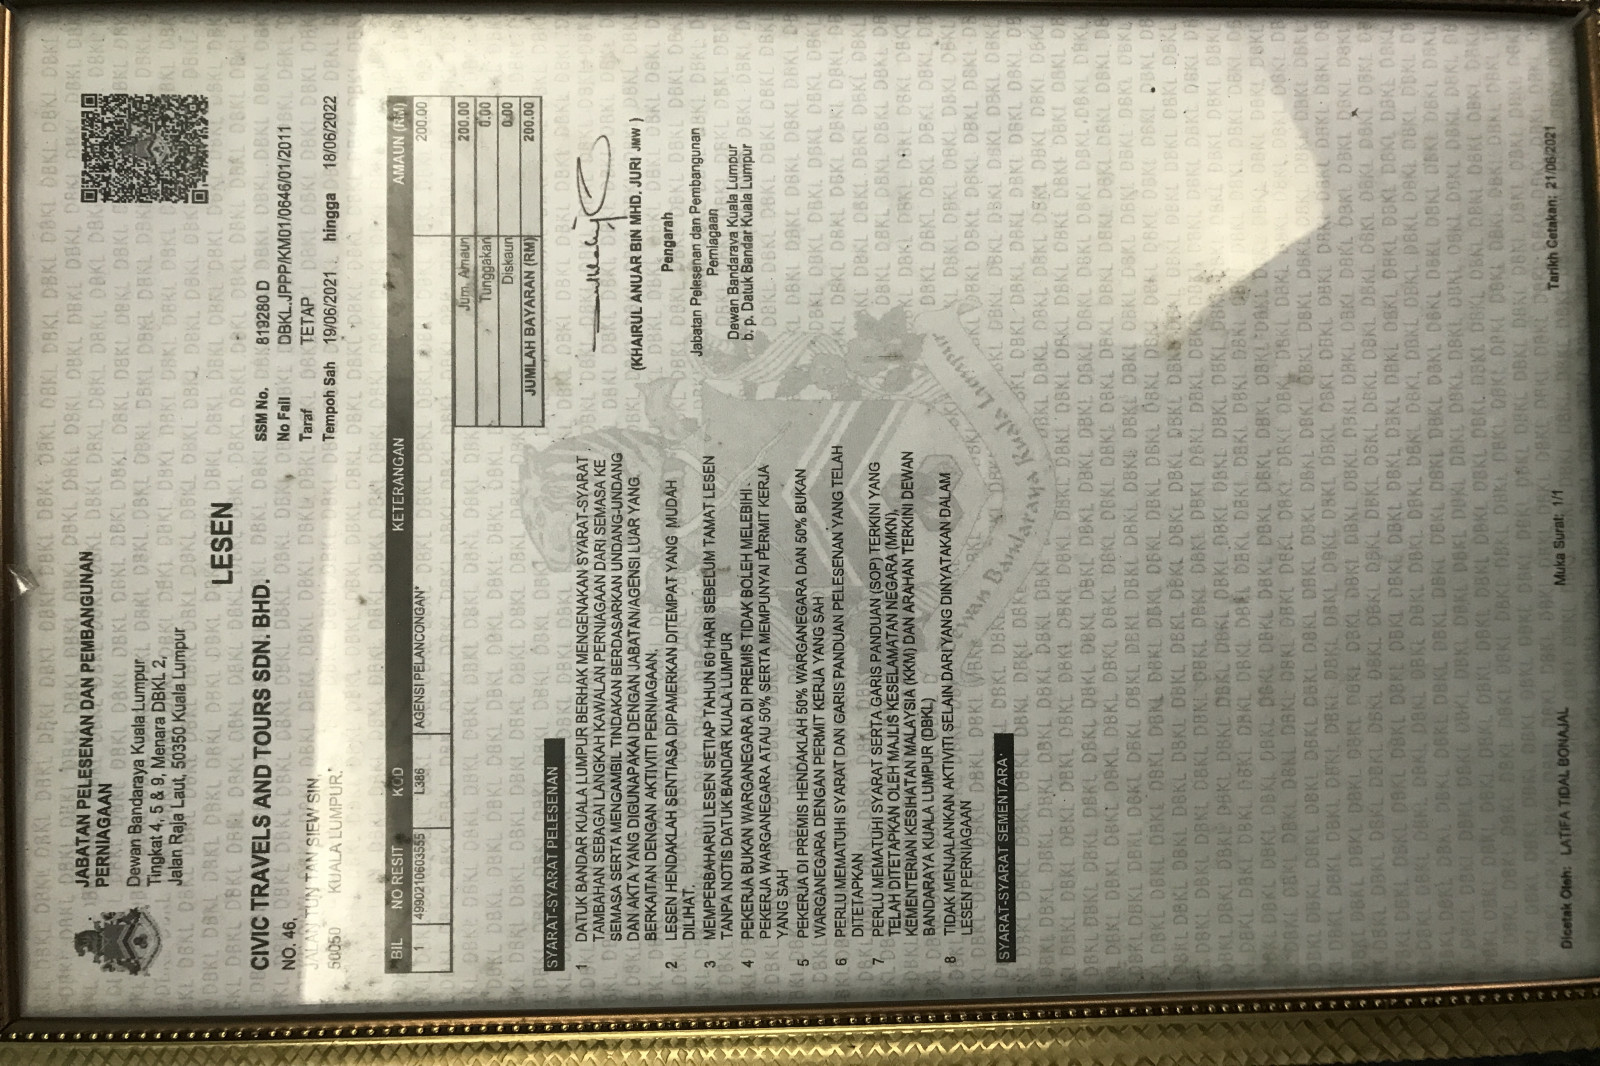 JABATAN PELESENAN DAN PEMBANGUNAN
PERNIAGAAN
Dewan Bandaraya Kuala Lumpur
Tingkat 4, 5 & 9, Menara DBKL 2,
Jalan Raja Laut, 50350 Kuala Lumpur
LESEN
CIVIC TRAVELS AND TOURS SDN. BHD.
NO. 46,
JALAN TUN TAN SIEW SIN,
50050 KUALA LUMPUR.
SSM No. 819280 D
No Fail DBKL.JPPP/KM01/0646/01/2011
Taraf TETAP
Tempoh Sah 19/06/2021 hingga 18/06/2022
BIL NO RESIT KOD KETERANGAN AMAUN (RM)
1 4990210603555 L386 AGENSI PELANCONGAN* 200.00
Jum. Amaun 200.00
Tunggakan 0.00
Diskaun 0.00
JUMLAH BAYARAN (RM) 200.00
(KHAIRUL ANUAR BIN MHD. JURI JMW )
Pengarah
Jabatan Pelesenan dan Pembangunan
Perniagaan
Dewan Bandaraya Kuala Lumpur
b. p. Datuk Bandar Kuala Lumpur
SYARAT-SYARAT PELESENAN
1 DATUK BANDAR KUALA LUMPUR BERHAK MENGENAKAN SYARAT-SYARAT
TAMBAHAN SEBAGAI LANGKAH KAWALAN PERNIAGAAN DARI SEMASA KE
SEMASA SERTA MENGAMBIL TINDAKAN BERDASARKAN UNDANG-UNDANG
DAN AKTA YANG DIGUNAPAKAI DENGAN JABATAN/AGENSI LUAR YANG
BERKAITAN DENGAN AKTIVITI PERNIAGAAN.
2 LESEN HENDAKLAH SENTIASA DIPAMERKAN DITEMPAT YANG MUDAH
DILIHAT.
3 MEMPERBAHARUI LESEN SETIAP TAHUN 60 HARI SEBELUM TAMAT LESEN
TANPA NOTIS DATUK BANDAR KUALA LUMPUR
4 PEKERJA BUKAN WARGANEGARA DI PREMIS TIDAK BOLEH MELEBIHI
PEKERJA WARGANEGARA ATAU 50% SERTA MEMPUNYAI PERMIT KERJA
YANG SAH
5 PEKERJA DI PREMIS HENDAKLAH 50% WARGANEGARA DAN 50% BUKAN
WARGANEGARA DENGAN PERMIT KERJA YANG SAH
6 PERLU MEMATUHI SYARAT DAN GARIS PANDUAN PELESENAN YANG TELAH
DITETAPKAN
7 PERLU MEMATUHI SYARAT SERTA GARIS PANDUAN (SOP) TERKINI YANG
TELAH DITETAPKAN OLEH MAJLIS KESELAMATAN NEGARA (MKN),
KEMENTERIAN KESIHATAN MALAYSIA (KKM) DAN ARAHAN TERKINI DEWAN
BANDARAYA KUALA LUMPUR (DBKL)
8 TIDAK MENJALANKAN AKTIVITI SELAIN DARI YANG DINYATAKAN DALAM
LESEN PERNIAGAAN
SYARAT-SYARAT SEMENTARA
Dewan Bandaraya Kuala Lumpur
Dicetak Oleh: LATIFA TIDAL BONAJAL
Muka Surat: 1/1
Tarikh Cetakan: 21/06/2021